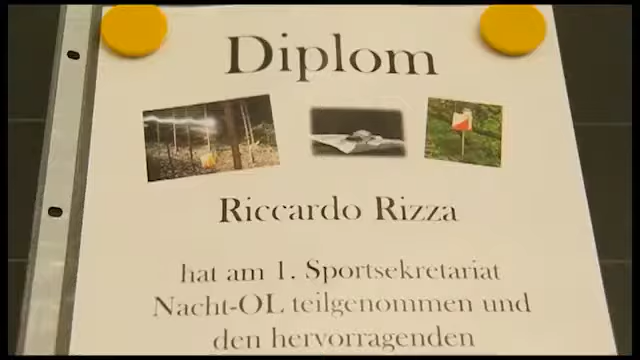 Diplom
Riccardo Rizza
hat am 1. Sportsekretariat
Nacht-OL teilgenommen und
den hervorragenden